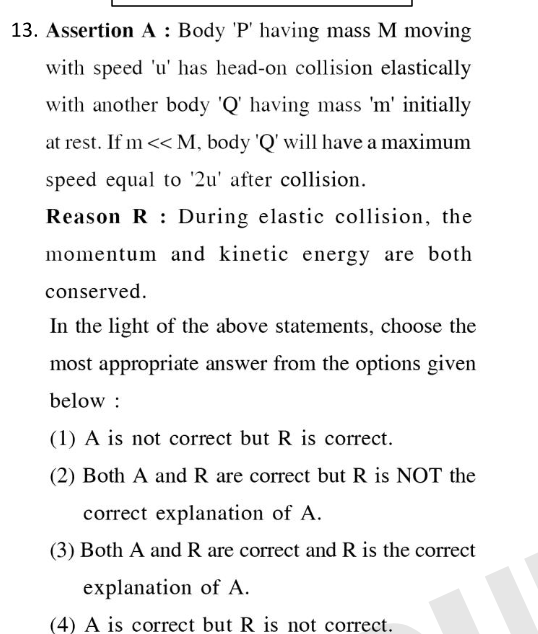 13. Assertion A : Body 'P' having mass M moving
with speed 'u' has head-on collision elastically
with another body 'Q' having mass 'm' initially
at rest. If m << M, body 'Q' will have a maximum
speed equal to '2u' after collision.
Reason R : During elastic collision, the
momentum and kinetic energy are both
conserved.
In the light of the above statements, choose the
most appropriate answer from the options given
below :
(1) A is not correct but R is correct.
(2) Both A and R are correct but R is NOT the
correct explanation of A.
(3) Both A and R are correct and R is the correct
explanation of A.
(4) A is correct but R is not correct.